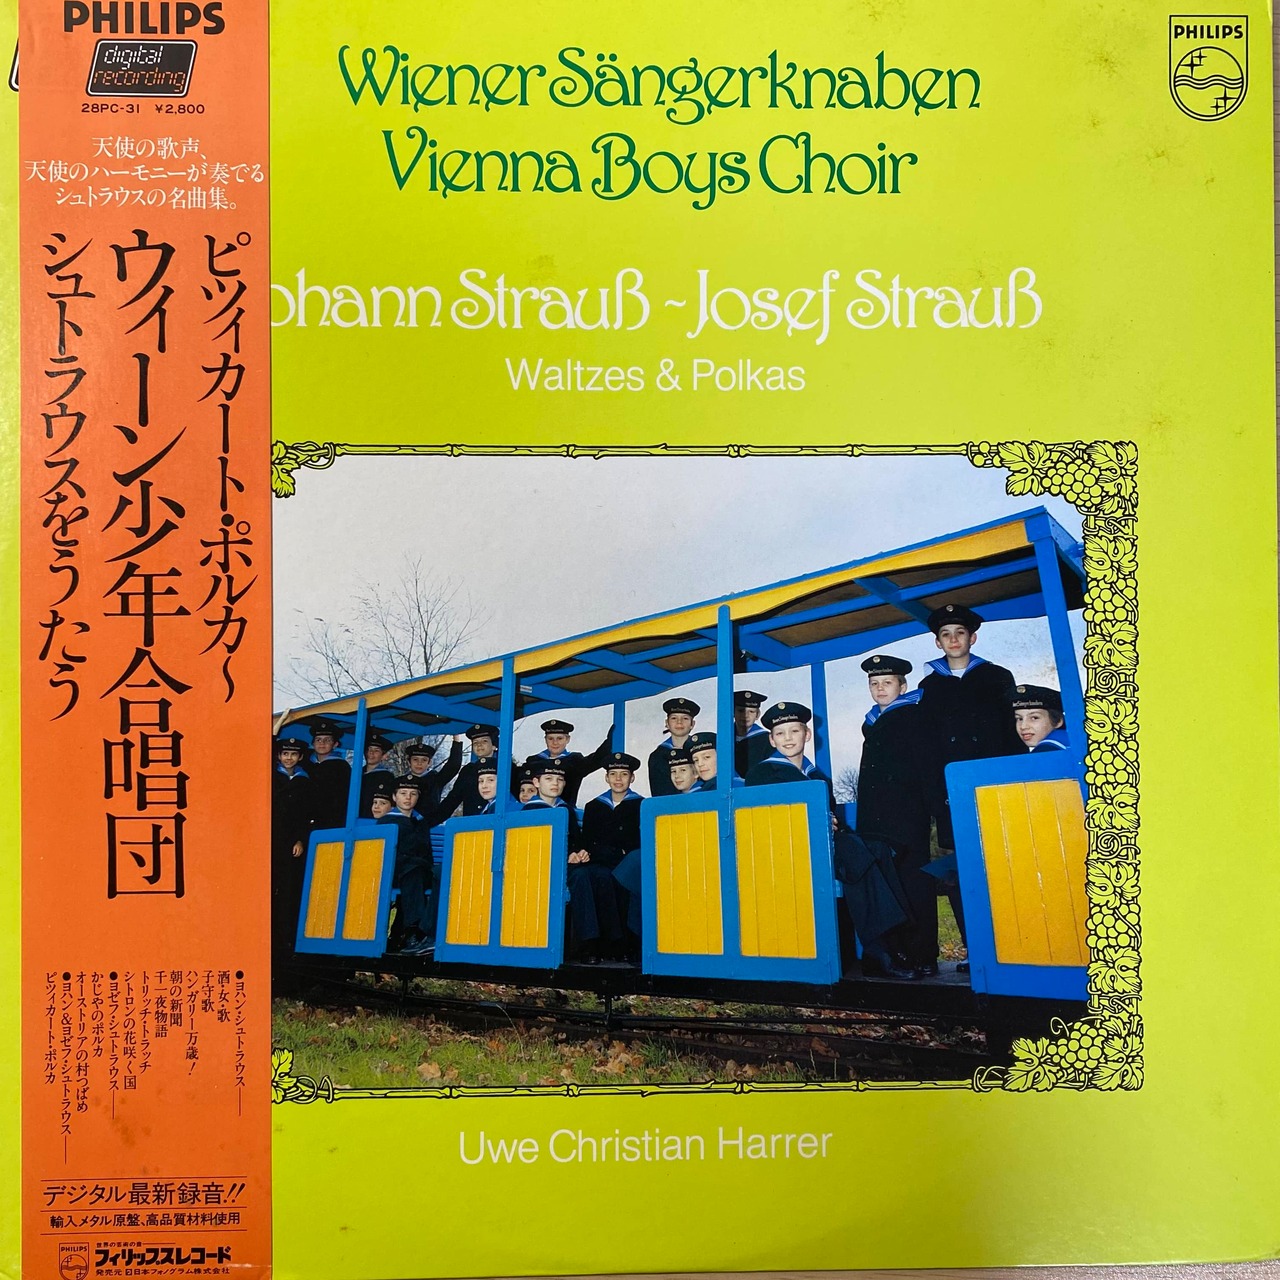 PHILIPS
digital
recording
28PC-31 ¥2,800
天使の歌声、
天使のハーモニーが奏でる
シュトラウスの名曲集。
ピツィカート・ポルカ〜
ウィーン少年合唱団
シュトラウスをうたう
●ヨハン・シュトラウス——
酒・女・歌
子守歌
ハンガリー万歳!
朝の新聞
千一夜物語
トリッチ・トラッチ
シトロンの花咲く国
●ヨゼフ・シュトラウス——
かじやのポルカ
オーストリアの村つばめ
●ヨハン&ヨゼフ・シュトラウス——
ピツィカート・ポルカ
デジタル最新録音!!
輸入メタル原盤、高品質材料使用
PHILIPS
世界の芸術の泉
フィリップスレコード
発売元 日本フォノグラム株式会社
Wiener Sängerknaben
Vienna Boys Choir
PHILIPS
ohann Strauß ~ Josef Strauß
Waltzes & Polkas
Uwe Christian Harrer